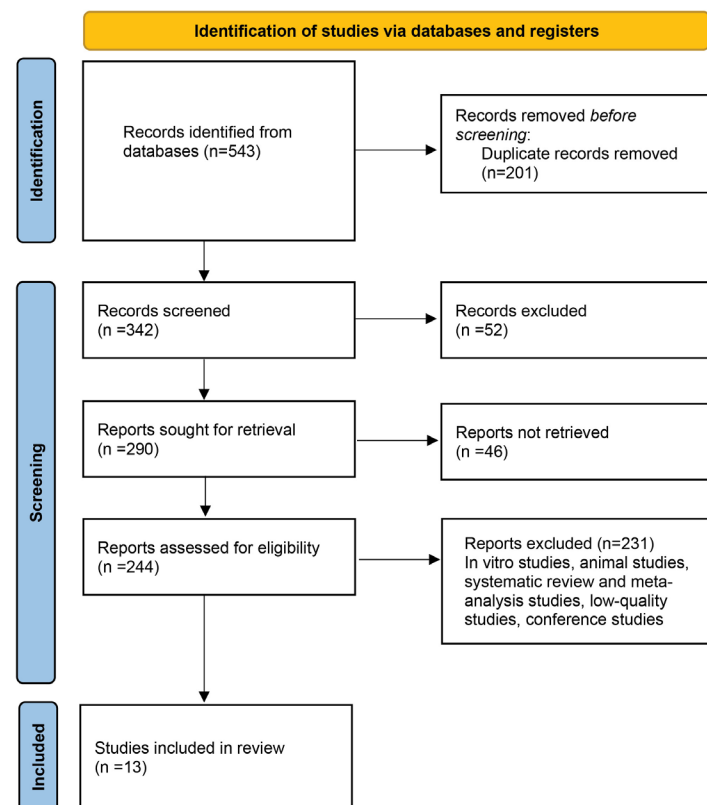 Identification of studies via databases and registers
Identification
Records identified from
databases (n=543)
Records removed before
screening:
Duplicate records removed
(n=201)
Screening
Records screened
(n =342)
Records excluded
(n =52)
Reports sought for retrieval
(n =290)
Reports not retrieved
(n =46)
Reports assessed for eligibility
(n =244)
Reports excluded (n=231)
In vitro studies, animal studies,
systematic review and meta-
analysis studies, low-quality
studies, conference studies
Included
Studies included in review
(n =13)